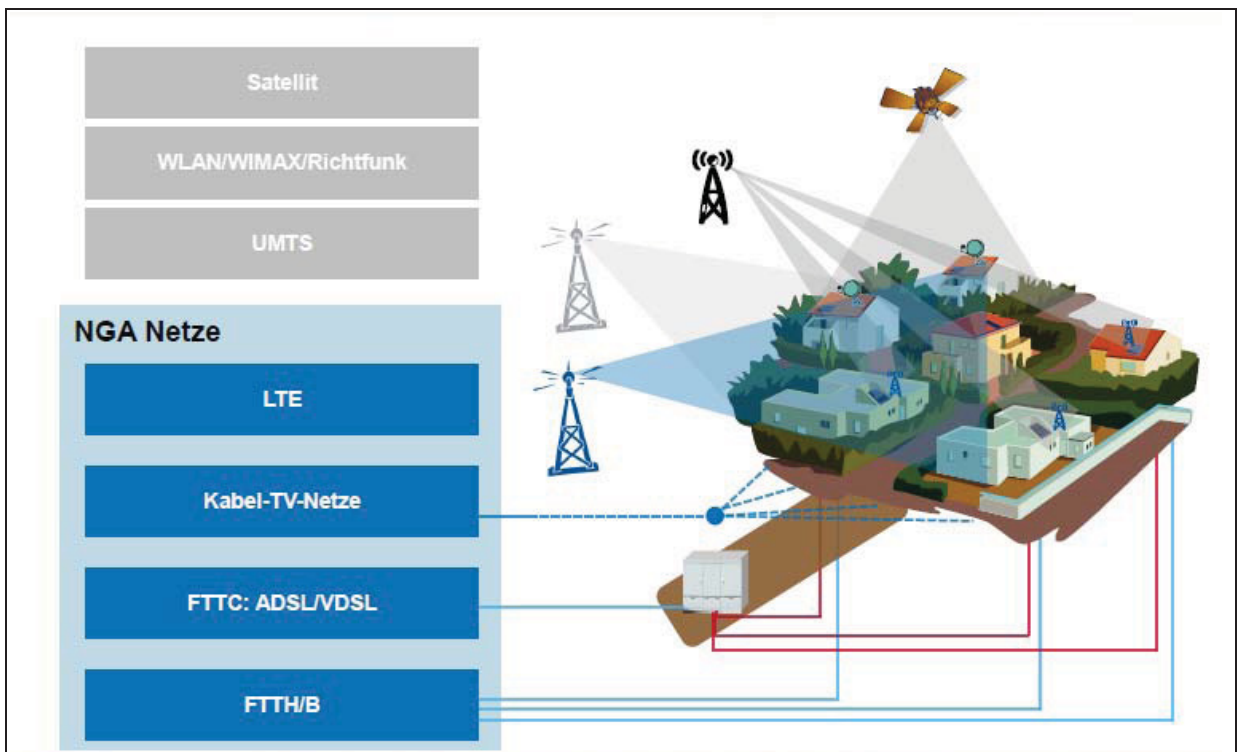 Satellit
WLAN/WIMAX/Richtfunk
UMTS
NGA Netze
LTE
Kabel-TV-Netze
FTTC: ADSL/VDSL
FTTH/B